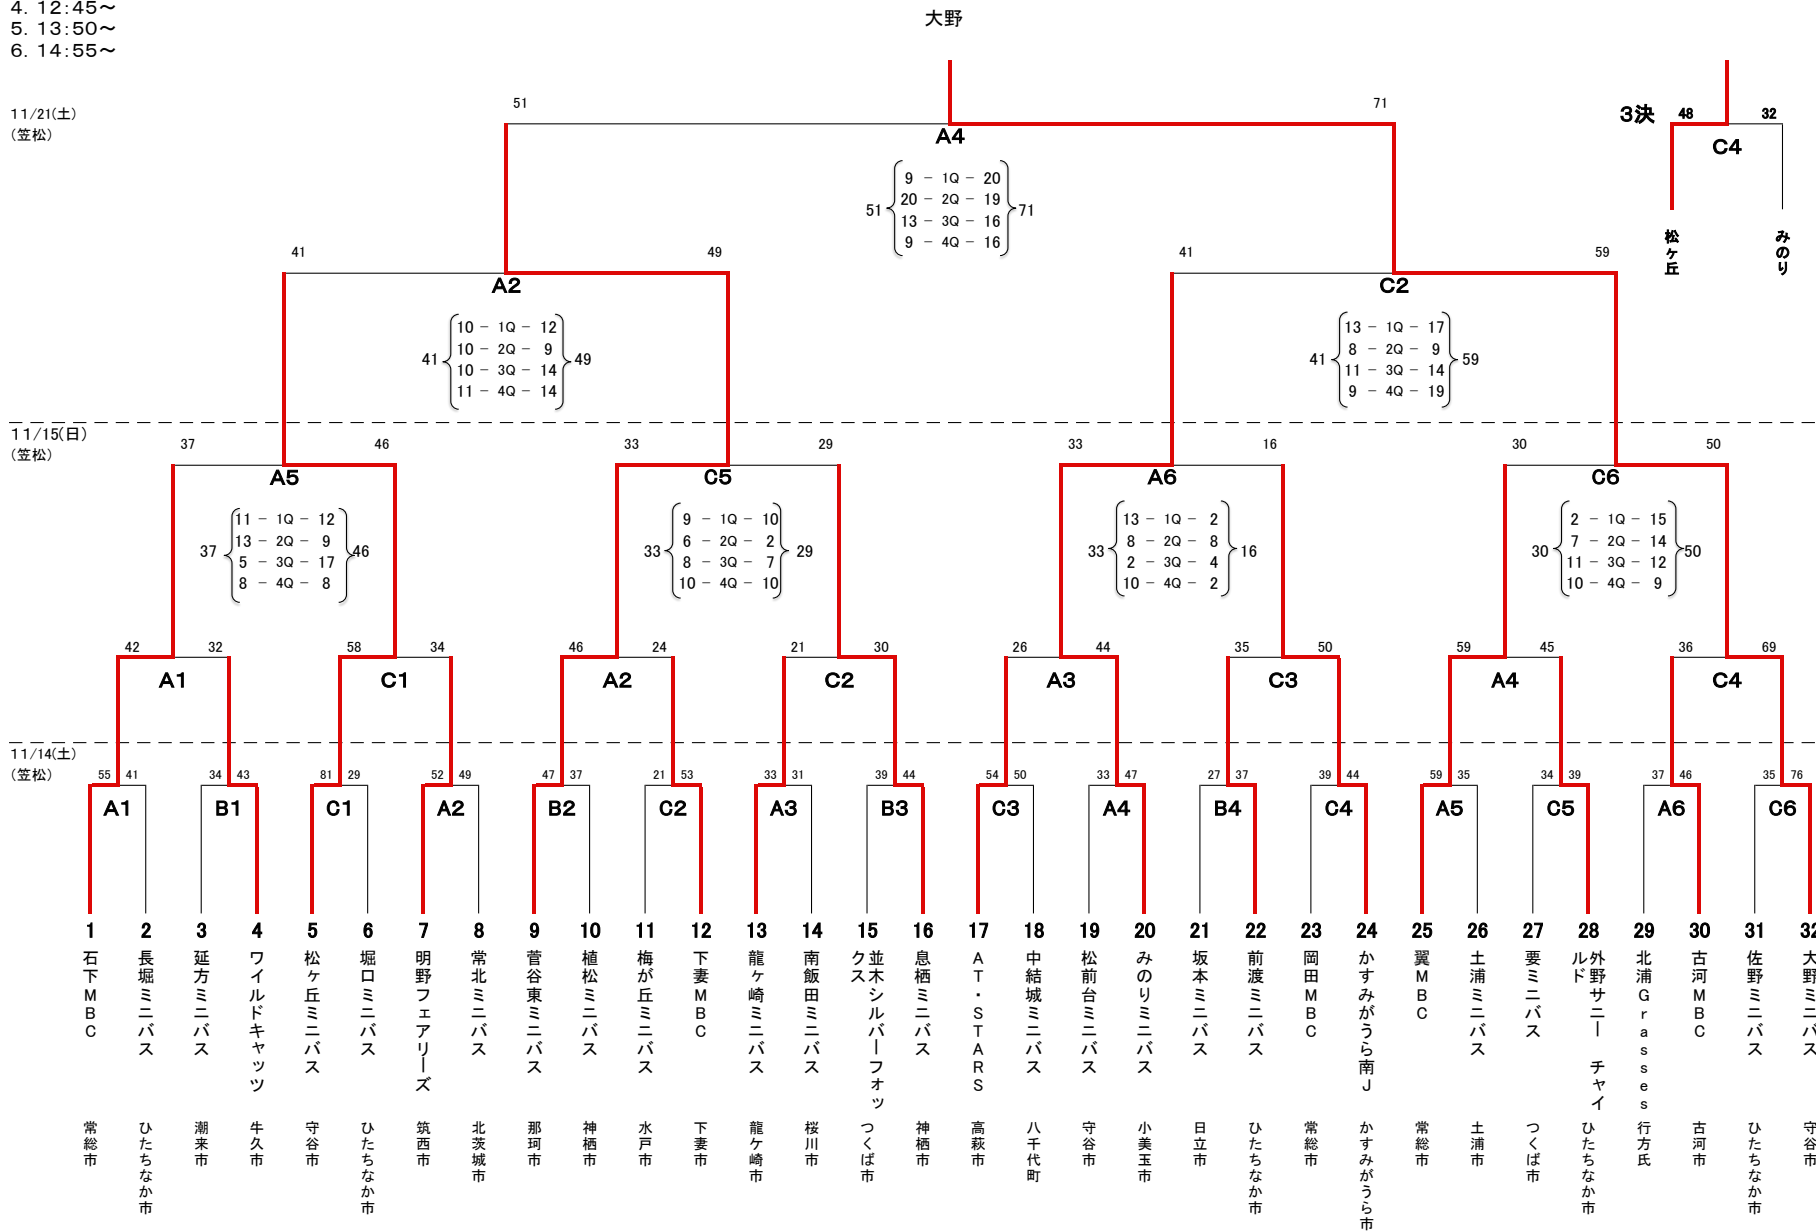 4. 12:45～
5. 13:50～
6. 14:55～
大野
11/21(土)
(笠松)
51
71
A4
9 － 1Q － 20
20 － 2Q － 19
13 － 3Q － 16
9 － 4Q － 16
51
71
3決
48
32
C4
松ヶ丘
みのり
41
49
A2
10 － 1Q － 12
10 － 2Q － 9
10 － 3Q － 14
11 － 4Q － 14
41
49
41
59
C2
13 － 1Q － 17
8 － 2Q － 9
11 － 3Q － 14
9 － 4Q － 19
41
59
11/15(日)
(笠松)
37
46
A5
11 － 1Q － 12
13 － 2Q － 9
5 － 3Q － 17
8 － 4Q － 8
37
46
33
29
C5
9 － 1Q － 10
6 － 2Q － 2
8 － 3Q － 7
10 － 4Q － 10
33
29
33
16
A6
13 － 1Q － 2
8 － 2Q － 8
2 － 3Q － 4
10 － 4Q － 2
33
16
30
50
C6
2 － 1Q － 15
7 － 2Q － 14
11 － 3Q － 12
10 － 4Q － 9
30
50
42 32 58 34 46 24 21 30 26 44 35 50 59 45 36 69
A1 C1 A2 C2 A3 C3 A4 C4
11/14(土)
(笠松)
55 41 34 43 81 29 52 49 47 37 21 53 33 31 39 44 54 50 33 47 27 37 39 44 59 35 34 39 37 46 35 76
A1 B1 C1 A2 B2 C2 A3 B3 C3 A4 B4 C4 A5 C5 A6 C6
1 2 3 4 5 6 7 8 9 10 11 12 13 14 15 16 17 18 19 20 21 22 23 24 25 26 27 28 29 30 31 32
石下MBC
長堀ミニバス
延方ミニバス
ワイルドキャッツ
松ヶ丘ミニバス
堀口ミニバス
明野フェアリーズ
常北ミニバス
菅谷東ミニバス
植松ミニバス
梅が丘ミニバス
下妻MBC
龍ヶ崎ミニバス
南飯田ミニバス
並木シルバーフォッ
クス
息栖ミニバス
AT・STARS
中結城ミニバス
松前台ミニバス
みのりミニバス
坂本ミニバス
前渡ミニバス
岡田MBC
かすみがうら南J
翼MBC
土浦ミニバス
要ミニバス
外野サニー チャイ
ルド
北浦Grasses
古河MBC
佐野ミニバス
大野ミニバス
常総市
ひたちなか市
潮来市
牛久市
守谷市
ひたちなか市
筑西市
北茨城市
那珂市
神栖市
水戸市
下妻市
龍ケ崎市
桜川市
つくば市
神栖市
高萩市
八千代町
守谷市
小美玉市
日立市
ひたちなか市
常総市
かすみがうら市
常総市
土浦市
つくば市
ひたちなか市
行方氏
古河市
ひたちなか市
守谷市